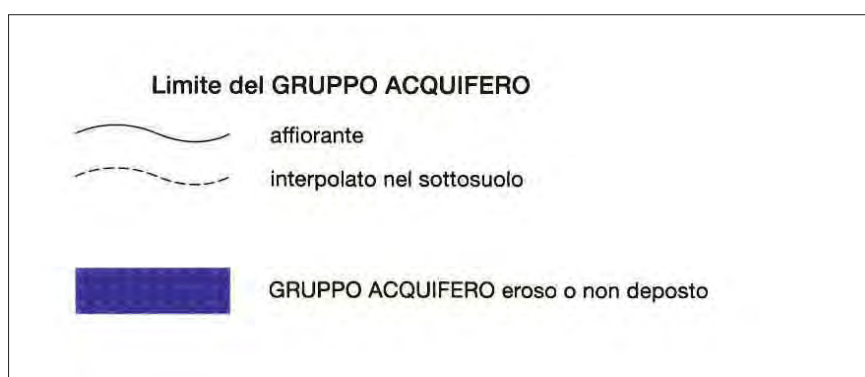 Limite del GRUPPO ACQUIFERO
affiorante
interpolato nel sottosuolo
GRUPPO ACQUIFERO eroso o non deposto